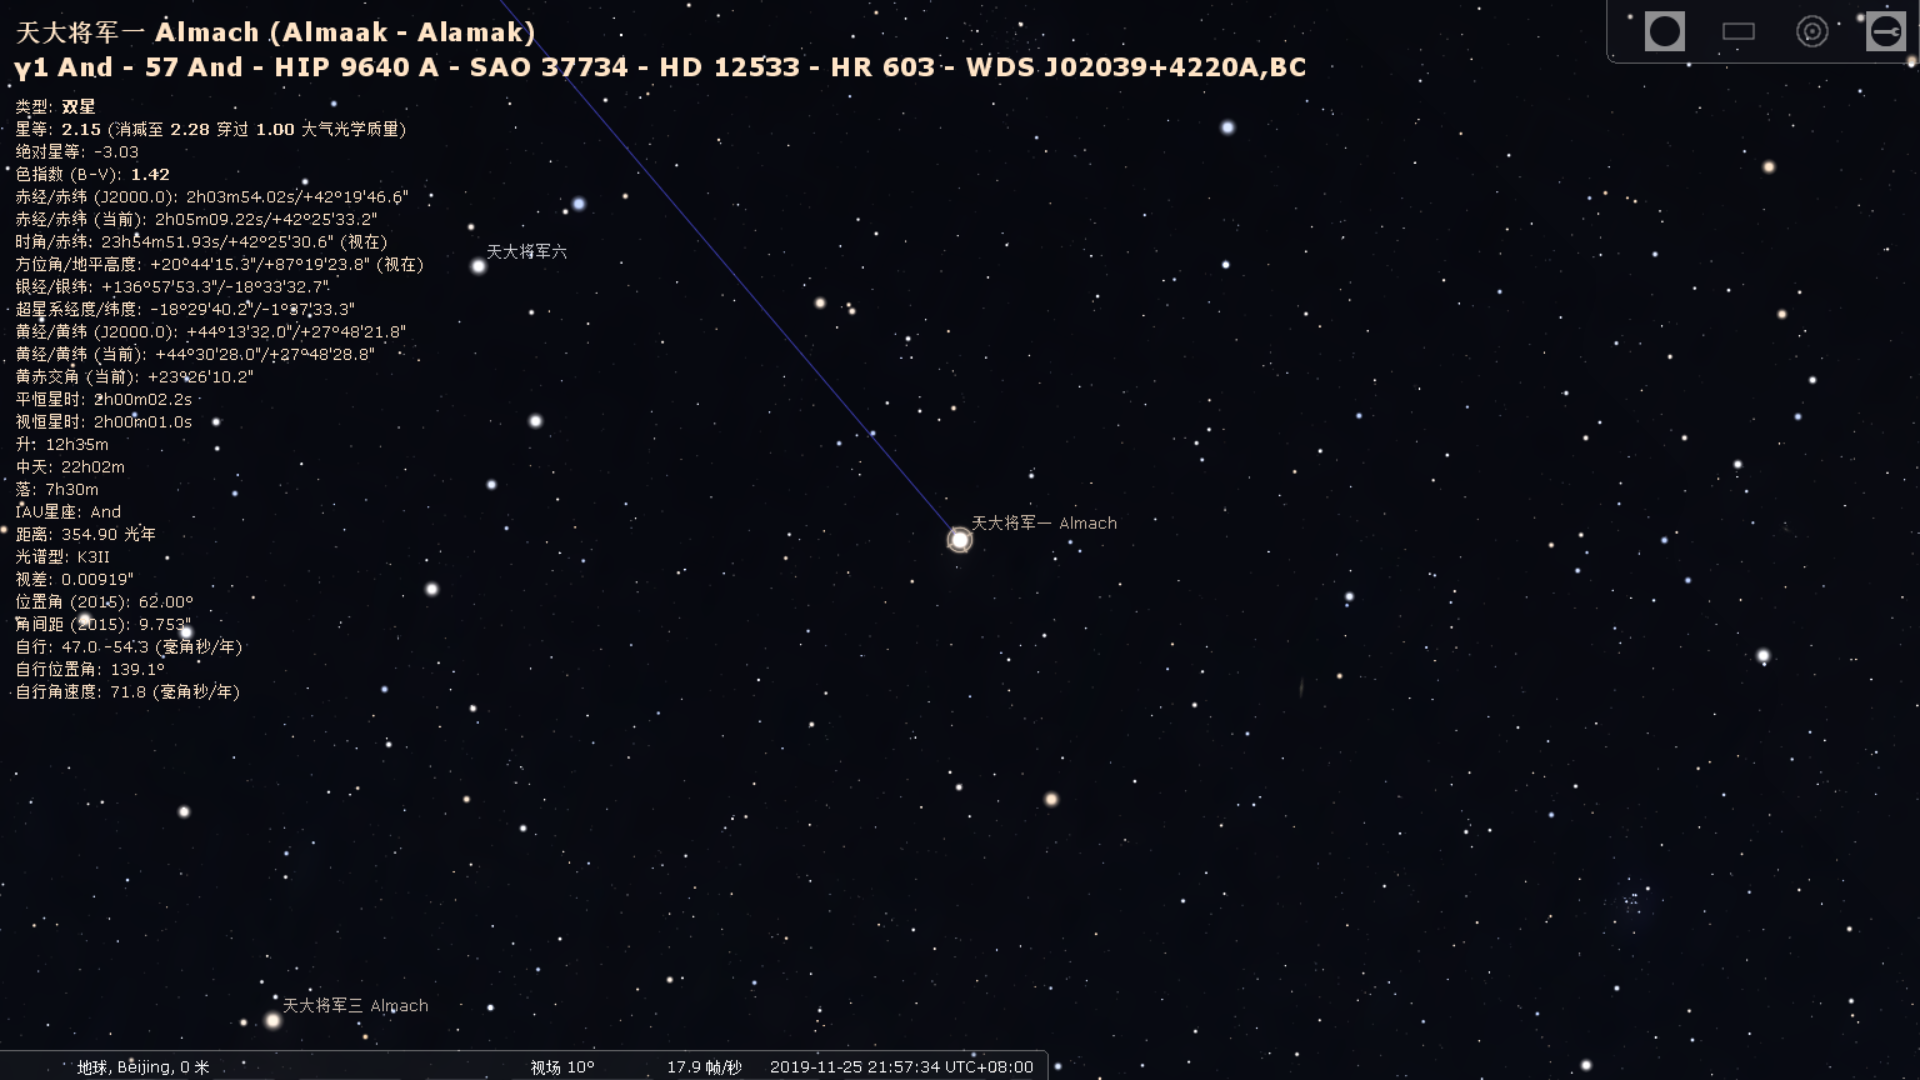 天大将军一 Almach (Almaak - Alamak)
γ1 And - 57 And - HIP 9640 A - SAO 37734 - HD 12533 - HR 603 - WDS J02039+4220A,BC
类型: 双星
星等: 2.15 (消减至 2.28 穿过 1.00 大气光学质量)
绝对星等: -3.03
色指数 (B-V): 1.42
赤经/赤纬 (J2000.0): 2h03m54.02s/+42°19'46.6"
赤经/赤纬 (当前): 2h05m09.22s/+42°25'33.2"
时角/赤纬: 23h54m51.93s/+42°25'30.6" (视在)
方位角/地平高度: +20°44'15.3"/+87°19'23.8" (视在)
银经/银纬: +136°57'53.3"/-18°33'32.7"
超星系经度/纬度: -18°29'40.2"/-1°37'33.3"
黄经/黄纬 (J2000.0): +44°13'32.0"/+27°48'21.8"
黄经/黄纬 (当前): +44°30'28.0"/+27°48'28.8"
黄赤交角 (当前): +23°26'10.2"
平恒星时: 2h00m02.2s
视恒星时: 2h00m01.0s
升: 12h35m
中天: 22h02m
落: 7h30m
IAU星座: And
距离: 354.90 光年
光谱型: K3II
视差: 0.00919"
位置角 (2015): 62.00°
角间距 (2015): 9.753"
自行: 47.0 -54.3 (毫角秒/年)
自行位置角: 139.1°
自行角速度: 71.8 (毫角秒/年)
天大将军六
天大将军一 Almach
天大将军三 Almach
地球, Beijing, 0 米
视场 10°
17.9 帧/秒
2019-11-25 21:57:34 UTC+08:00